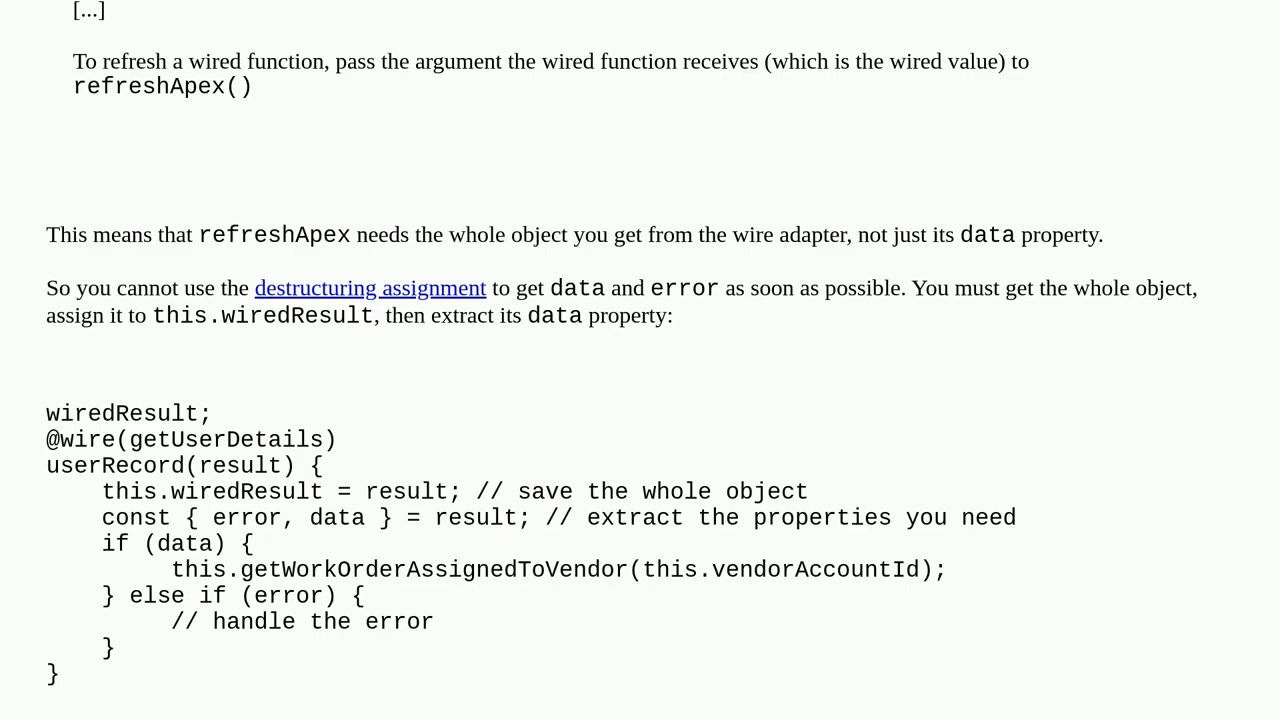 [...]
To refresh a wired function, pass the argument the wired function receives (which is the wired value) to
refreshApex()
This means that refreshApex needs the whole object you get from the wire adapter, not just its data property.
So you cannot use the destructuring assignment to get data and error as soon as possible. You must get the whole object,
assign it to this.wiredResult, then extract its data property:
wiredResult;
@wire(getUserDetails)
userRecord(result) {
    this.wiredResult = result; // save the whole object
    const { error, data } = result; // extract the properties you need
    if (data) {
         this.getWorkOrderAssignedToVendor(this.vendorAccountId);
    } else if (error) {
         // handle the error
    }
}